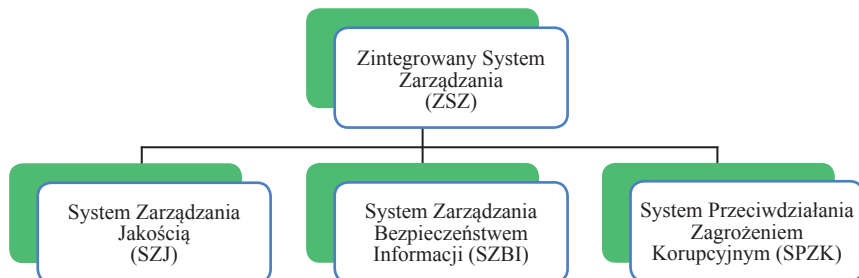 Zintegrowany System
Zarządzania
(ZSZ)
System Zarządzania
Jakością
(SZJ)
System Zarządzania
Bezpieczeństwem
Informacji (SZBI)
System Przeciwdziałania
Zagrożeniem
Korupcyjnym (SPZK)